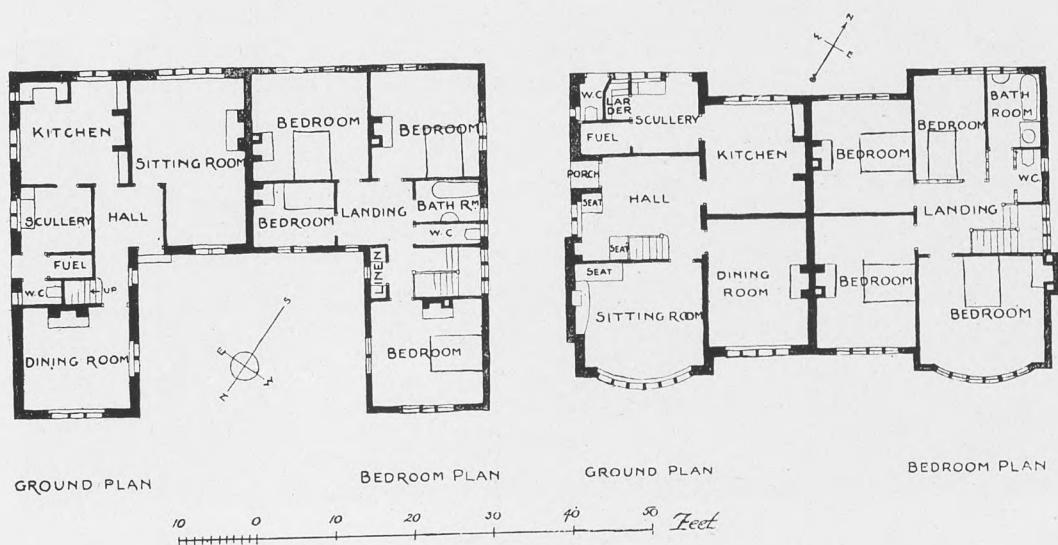 KITCHEN
SITTING ROOM
SCULLERY
HALL
FUEL
W.C
UP
DINING ROOM
BEDROOM
BEDROOM
BEDROOM
LANDING
BATH RM
W.C
LINEN
BEDROOM
S
E
W
N
GROUND PLAN
BEDROOM PLAN
N
W
E
W.C
LAR
DER
SCULLERY
FUEL
PORCH
KITCHEN
HALL
SEAT
SEAT
SEAT
SITTING ROOM
DINING
ROOM
BEDROOM
BEDROOM
BATH
ROOM
W.C.
LANDING
BEDROOM
BEDROOM
GROUND PLAN
BEDROOM PLAN
10 0 10 20 30 40 50 Feet